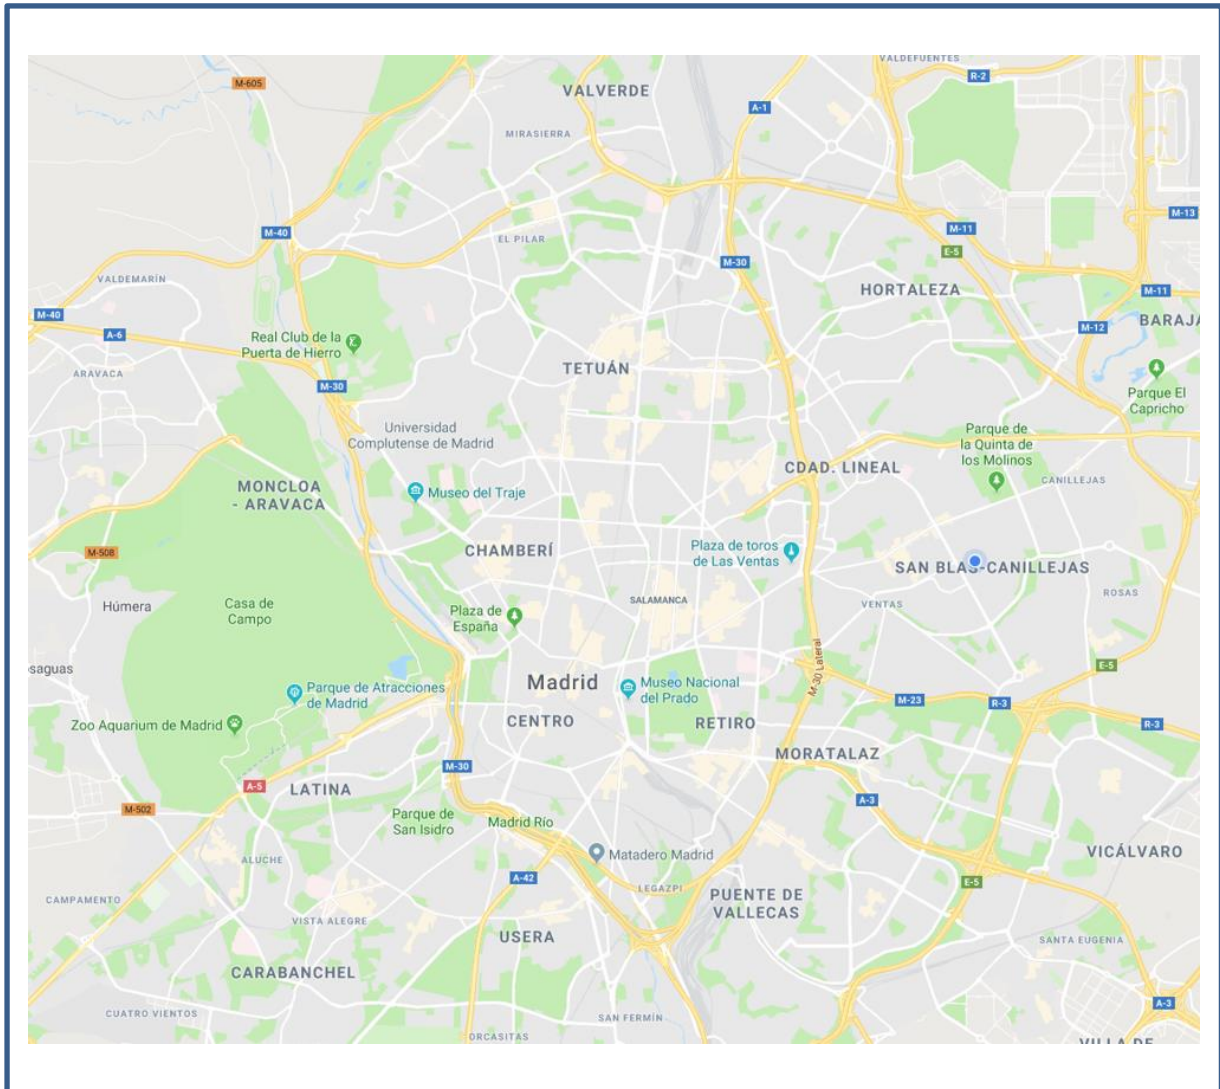 VALDEFUENTES
M-605
R-2
VALVERDE
A-1
MIRASIERRA
M-13
M-40
EL PILAR
M-11
E-5
M-30
VALDEMARÍN
HORTALEZA
M-11
M-40
A-6
M-12
BARAJA
Real Club de la
Puerta de Hierro
TETUÁN
ARAVACA
M-30
Parque El
Capricho
Universidad
Complutense de Madrid
Parque de
la Quinta de
los Molinos
CDAD. LINEAL
CANILLEJAS
MONCLOA
- ARAVACA
Museo del Traje
CHAMBERÍ
Plaza de toros
de Las Ventas
M-508
SAN BLAS-CANILLEJAS
Húmera
Casa de
Campo
Plaza de
España
SALAMANCA
VENTAS
ROSAS
osaguas
M-30 Lateral
E-5
Parque de Atracciones
de Madrid
Madrid
Museo Nacional
del Prado
M-23
R-3
R-3
Zoo Aquarium de Madrid
CENTRO
RETIRO
MORATALAZ
M-30
A-5
LATINA
M-502
A-3
Parque de
San Isidro
Madrid Río
Matadero Madrid
VICÁLVARO
ALUCHE
A-42
LEGAZPI
E-5
CAMPAMENTO
PUENTE DE
VALLECAS
VISTA ALEGRE
USERA
SANTA EUGENIA
CARABANCHEL
A-3
CUATRO VIENTOS
SAN FERMÍN
ORCASITAS
VILLA DE